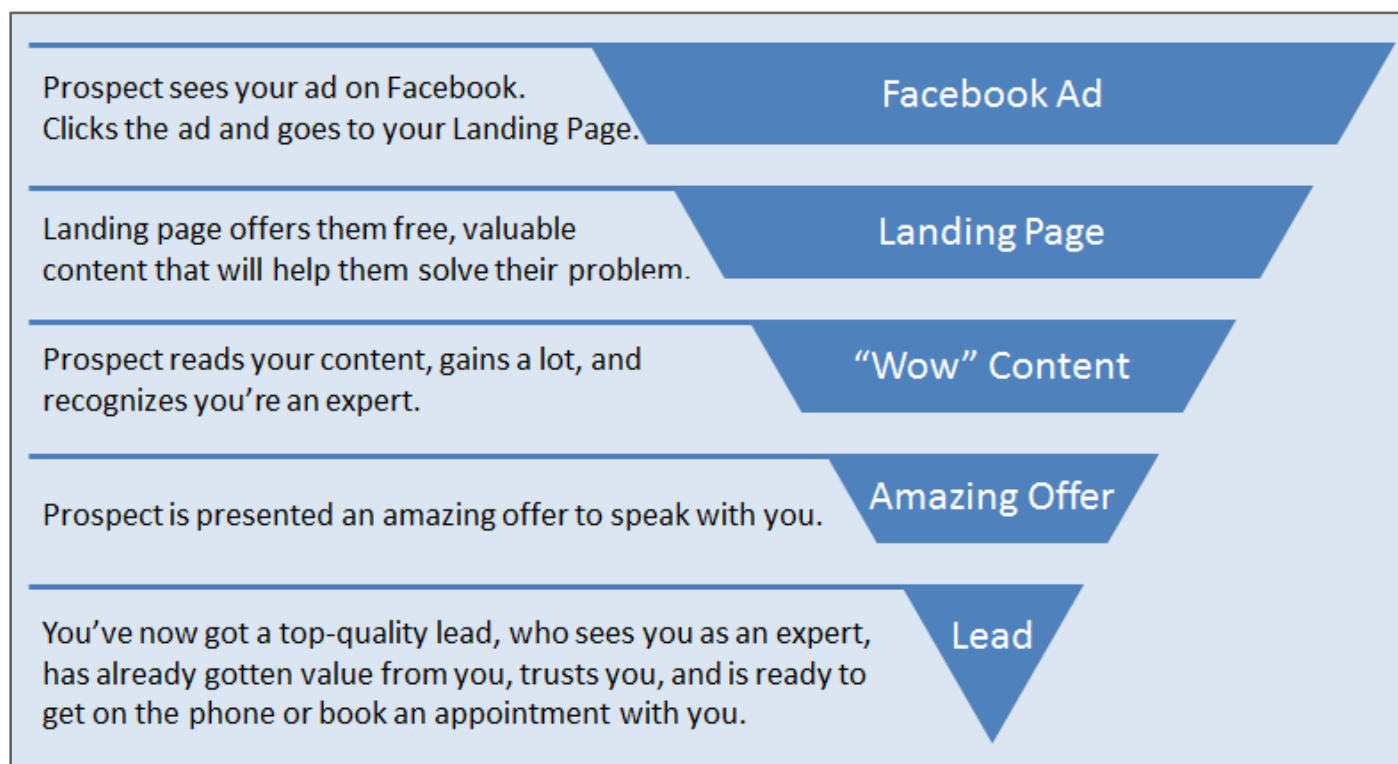 Prospect sees your ad on Facebook.
Clicks the ad and goes to your Landing Page.
Facebook Ad
Landing page offers them free, valuable
content that will help them solve their problem.
Landing Page
Prospect reads your content, gains a lot, and
recognizes you’re an expert.
“Wow” Content
Prospect is presented an amazing offer to speak with you.
Amazing Offer
You’ve now got a top-quality lead, who sees you as an expert,
has already gotten value from you, trusts you, and is ready to
get on the phone or book an appointment with you.
Lead